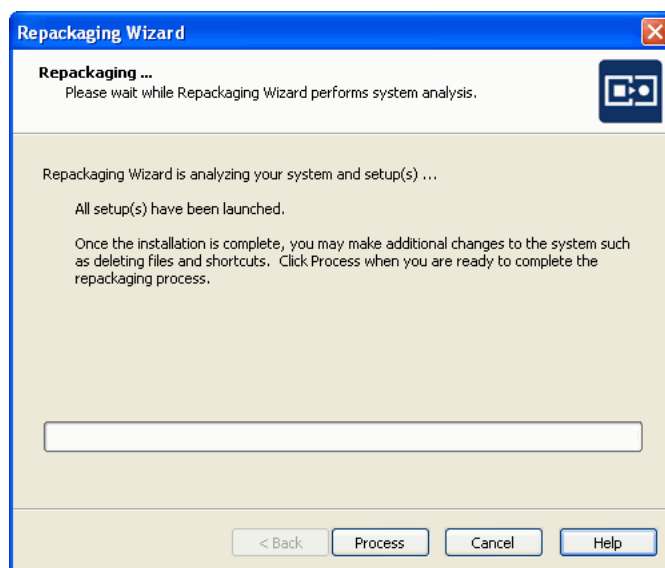 Repackaging Wizard
Repackaging ...
Please wait while Repackaging Wizard performs system analysis.
Repackaging Wizard is analyzing your system and setup(s) ...
All setup(s) have been launched.
Once the installation is complete, you may make additional changes to the system such
as deleting files and shortcuts.  Click Process when you are ready to complete the
repackaging process.
< Back
Process
Cancel
Help